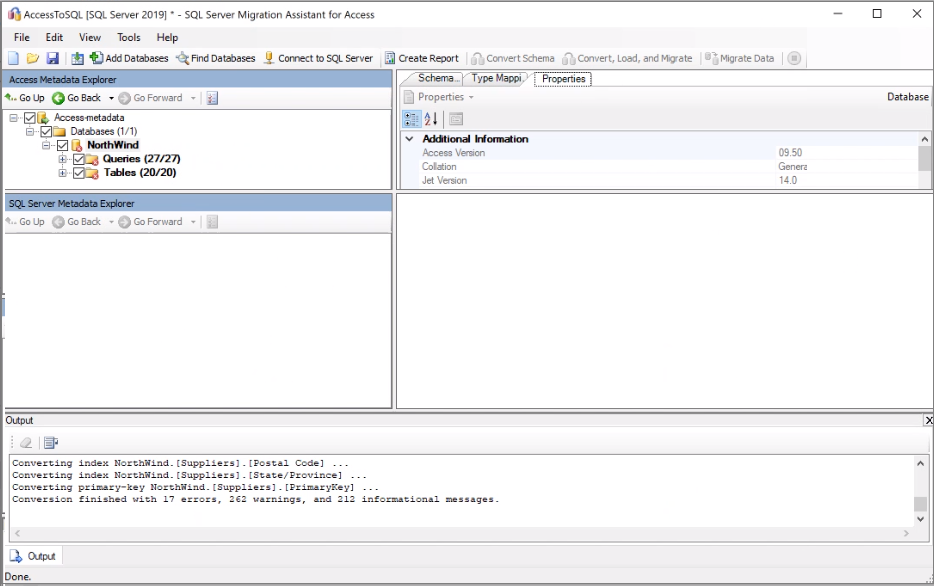 AccessToSQL [SQL Server 2019] * - SQL Server Migration Assistant for Access
File Edit View Tools Help
Add Databases Find Databases Connect to SQL Server Create Report Convert Schema Convert, Load, and Migrate Migrate Data
Access Metadata Explorer
Go Up Go Back Go Forward
Access-metadata
Databases (1/1)
NorthWind
Queries (27/27)
Tables (20/20)
Schema... Type Mappi. Properties
Properties Database
Additional Information
Access Version 09.50
Collation Genera
Jet Version 14.0
SQL Server Metadata Explorer
Go Up Go Back Go Forward
Output
Converting index NorthWind.[Suppliers].[Postal Code] ...
Converting index NorthWind.[Suppliers].[State/Province] ...
Converting primary-key NorthWind.[Suppliers].[PrimaryKey] ...
Conversion finished with 17 errors, 262 warnings, and 212 informational messages.
Output
Done.